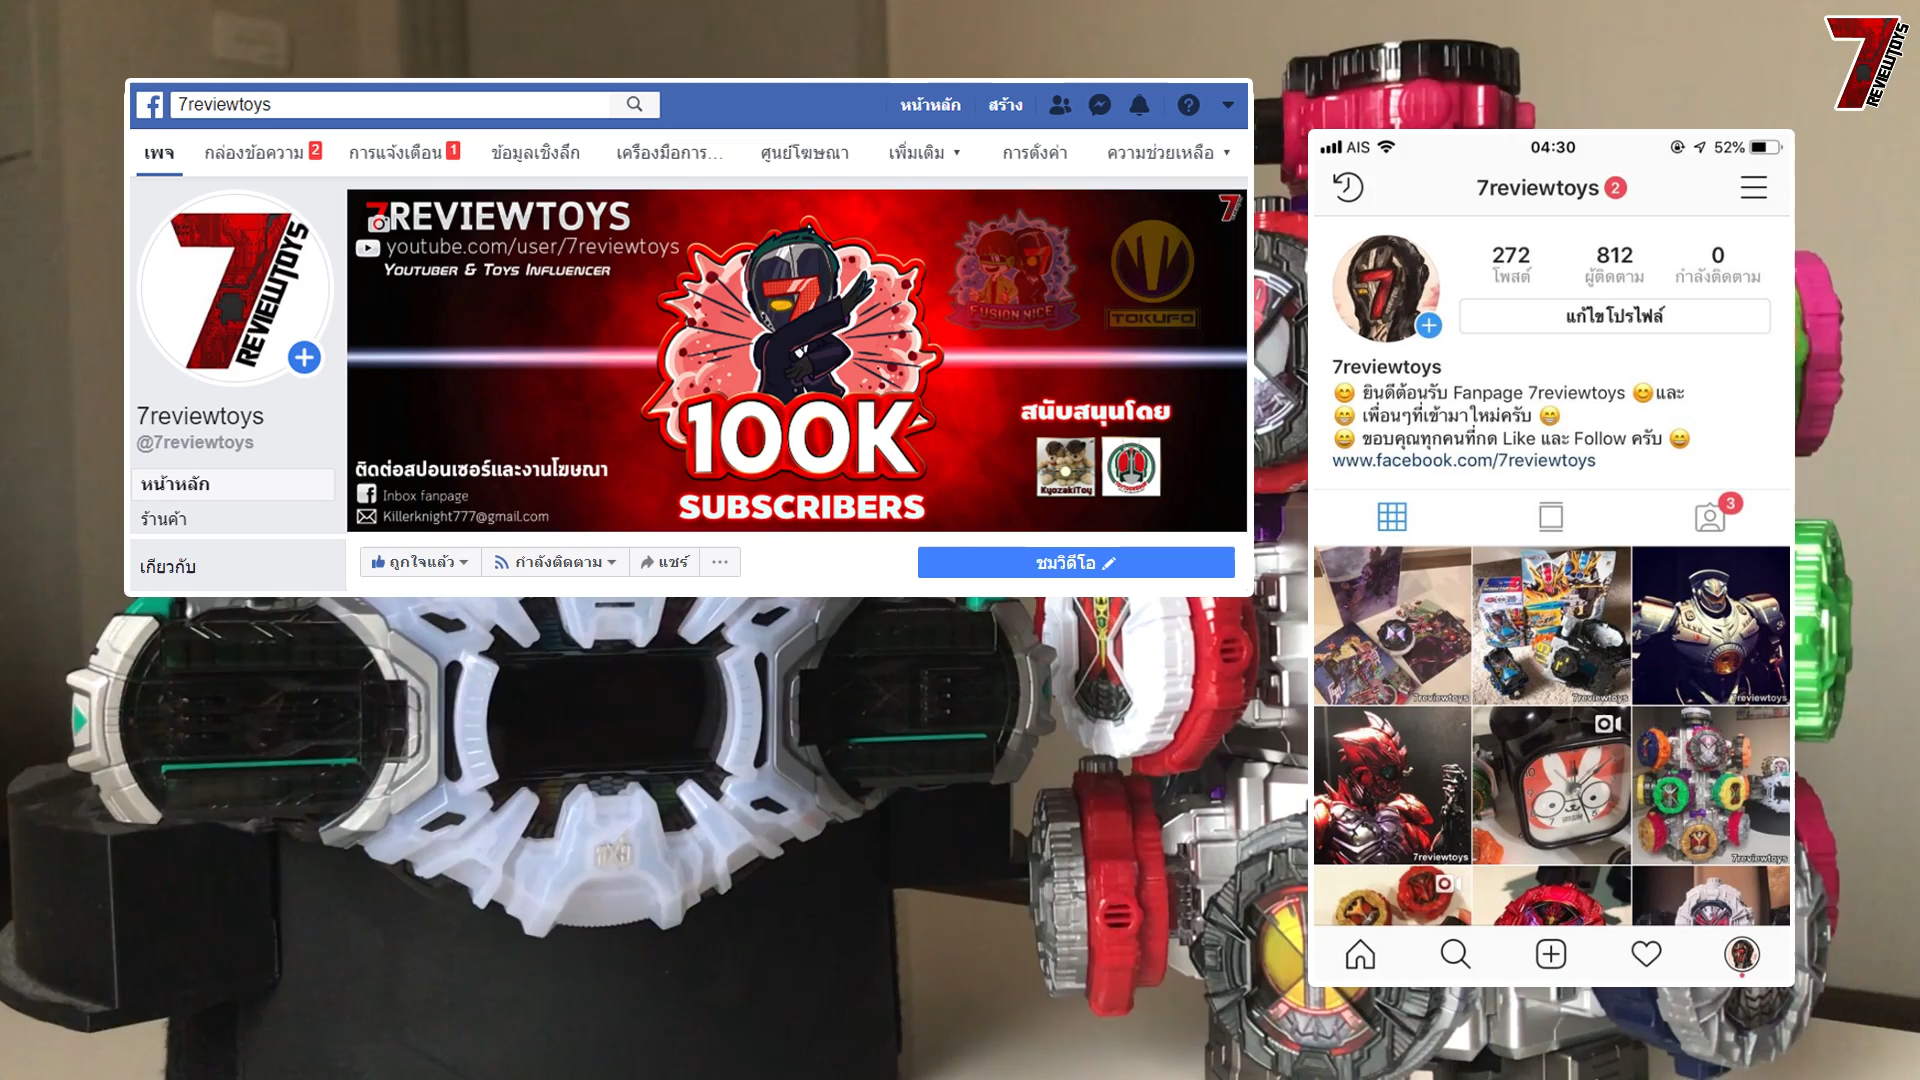 7
REVIEWTOYS
7reviewtoys
หน้าหลัก
สร้าง
เพจ
กล่องข้อความ 2
การแจ้งเตือน 1
ข้อมูลเชิงลึก
เครื่องมือการ...
ศูนย์โฆษณา
เพิ่มเติม
การตั้งค่า
ความช่วยเหลือ
7
REVIEWTOYS
7reviewtoys
@7reviewtoys
หน้าหลัก
ร้านค้า
เกี่ยวกับ
7REVIEWTOYS
youtube.com/user/7reviewtoys
Youtuber & Toys Influencer
FUSION NICE
TOKUFO
100K
SUBSCRIBERS
สนับสนุนโดย
KyozakiToy
ติดต่อสปอนเซอร์และงานโฆษณา
Inbox fanpage
Killerknight777@gmail.com
ถูกใจแล้ว
กำลังติดตาม
แชร์
ชมวิดีโอ
AIS
04:30
52%
7reviewtoys 2
272
โพสต์
812
ผู้ติดตาม
0
กำลังติดตาม
แก้ไขโปรไฟล์
7reviewtoys
😊 ยินดีต้อนรับ Fanpage 7reviewtoys 😊และ
😁 เพื่อนๆที่เข้ามาใหม่ครับ 😁
😄 ขอบคุณทุกคนที่กด Like และ Follow ครับ 😄
www.facebook.com/7reviewtoys
3
7reviewtoys
7reviewtoys
7reviewtoys
7reviewtoys
7reviewtoys